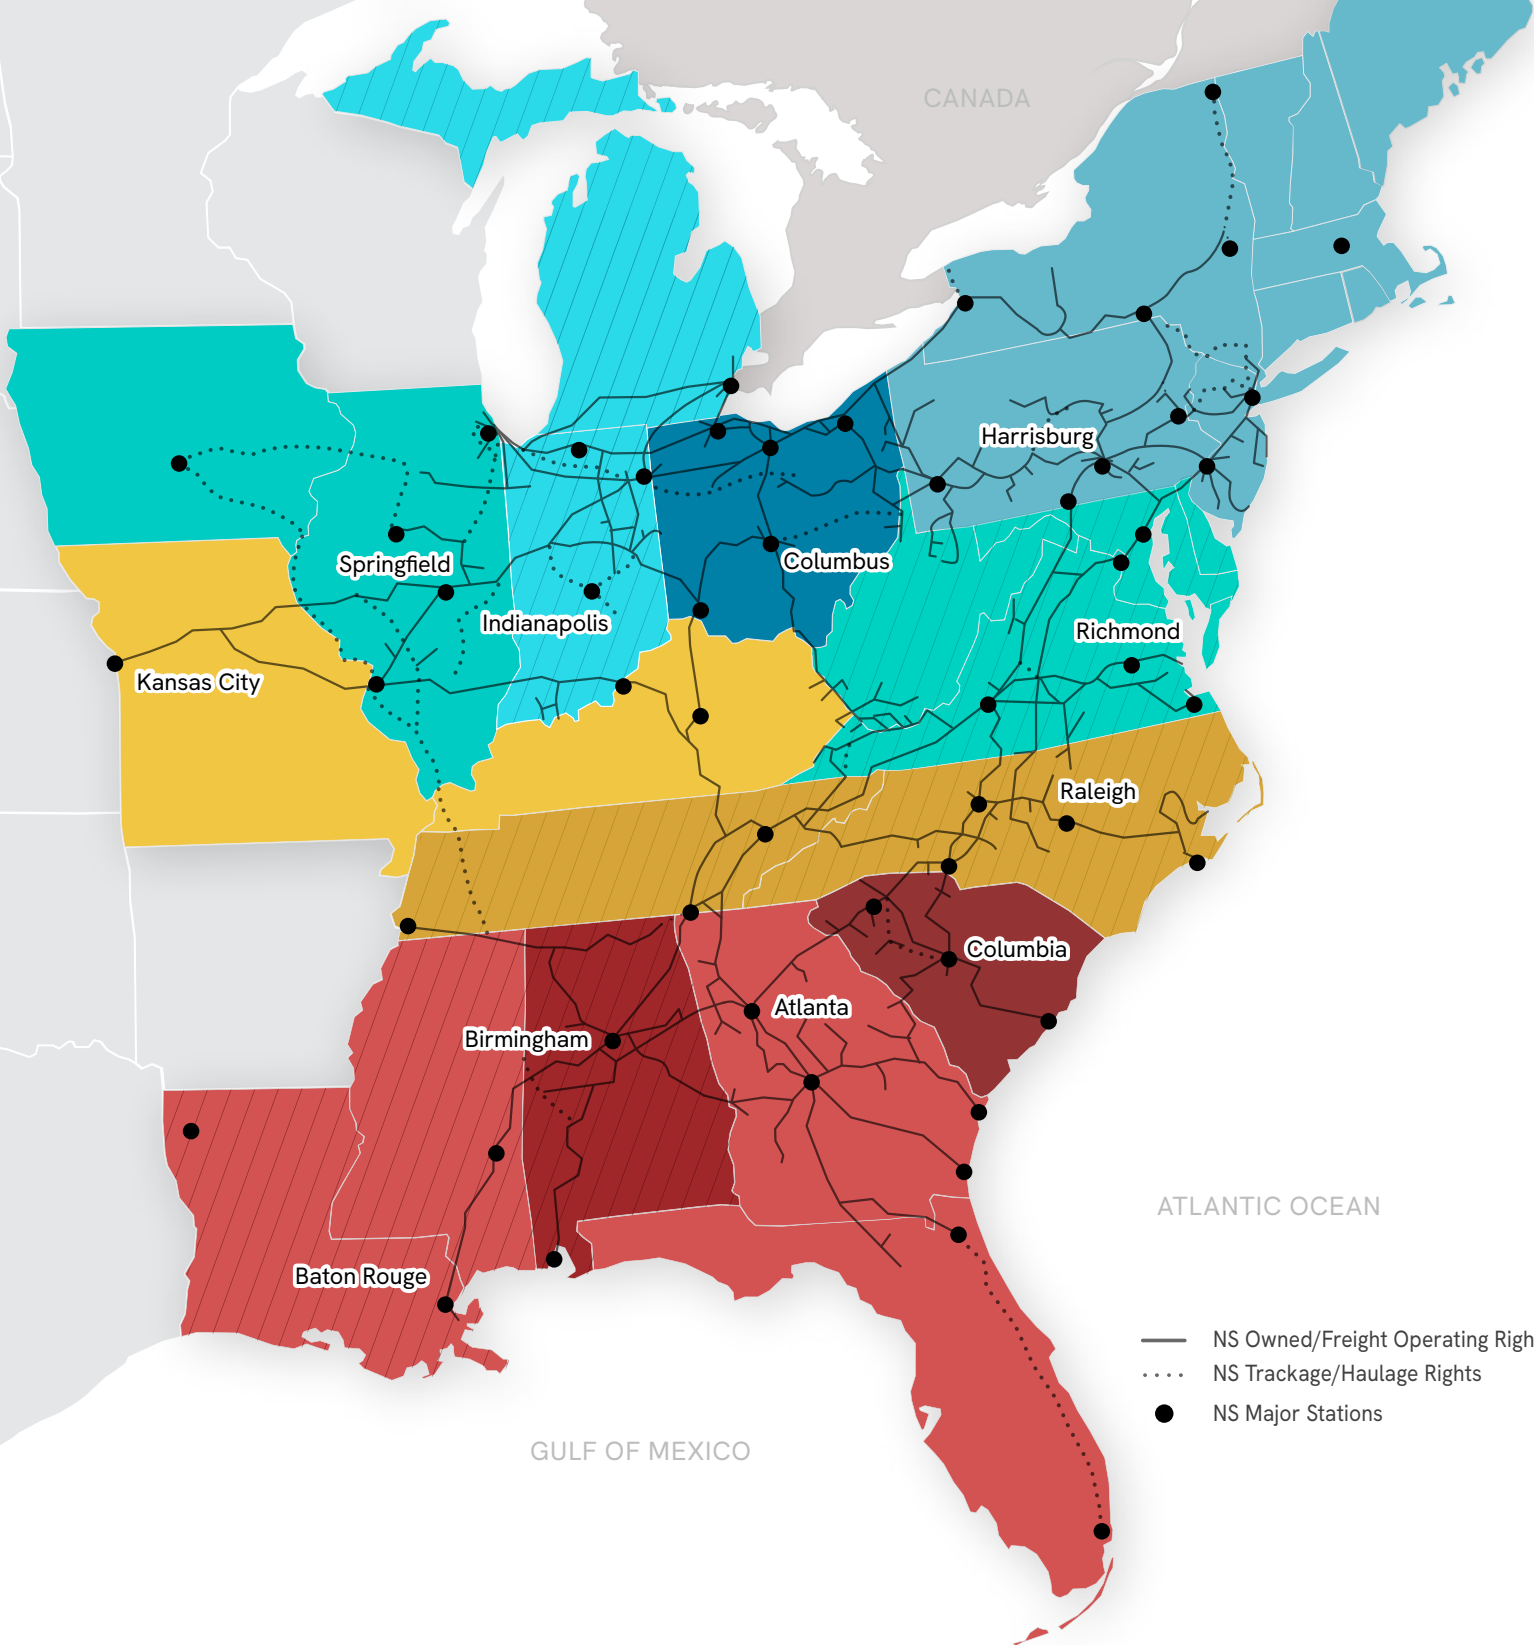 CANADA
Harrisburg
Springfield
Columbus
Indianapolis
Richmond
Kansas City
Raleigh
Columbia
Atlanta
Birmingham
ATLANTIC OCEAN
Baton Rouge
NS Owned/Freight Operating Righ
NS Trackage/Haulage Rights
NS Major Stations
GULF OF MEXICO